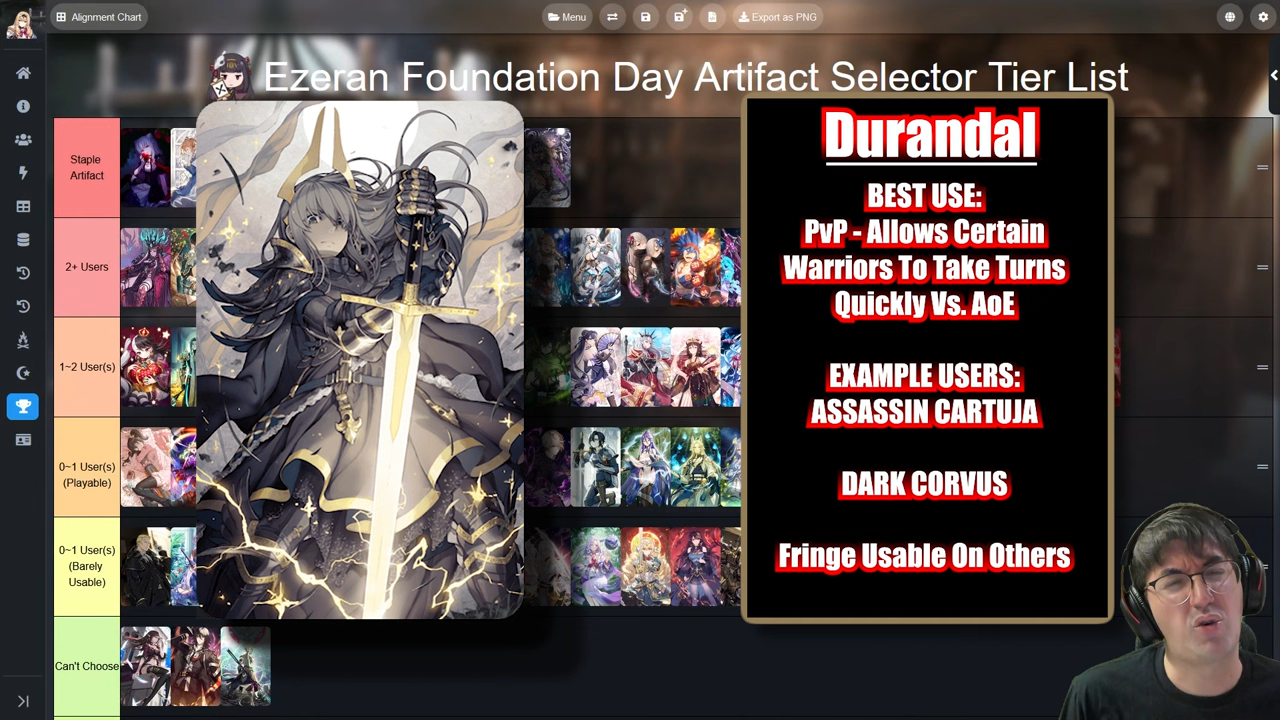 Alignment Chart
Menu
Export as PNG
Ezeran Foundation Day Artifact Selector Tier List
Staple
Artifact
2+ Users
1~2 User(s)
0~1 User(s)
(Playable)
0~1 User(s)
(Barely
Usable)
Can't Choose
Durandal
BEST USE:
PvP - Allows Certain
Warriors To Take Turns
Quickly Vs. AoE
EXAMPLE USERS:
ASSASSIN CARTUJA
DARK CORVUS
Fringe Usable On Others